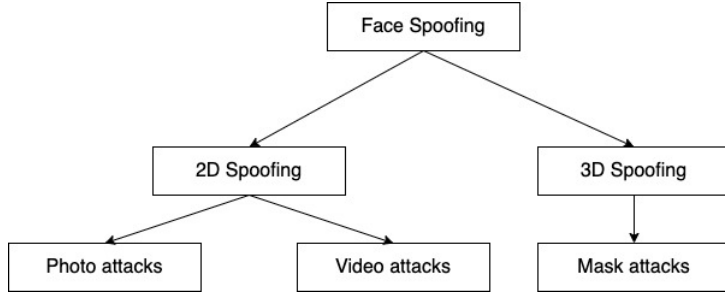 Face Spoofing
2D Spoofing
3D Spoofing
Photo attacks
Video attacks
Mask attacks